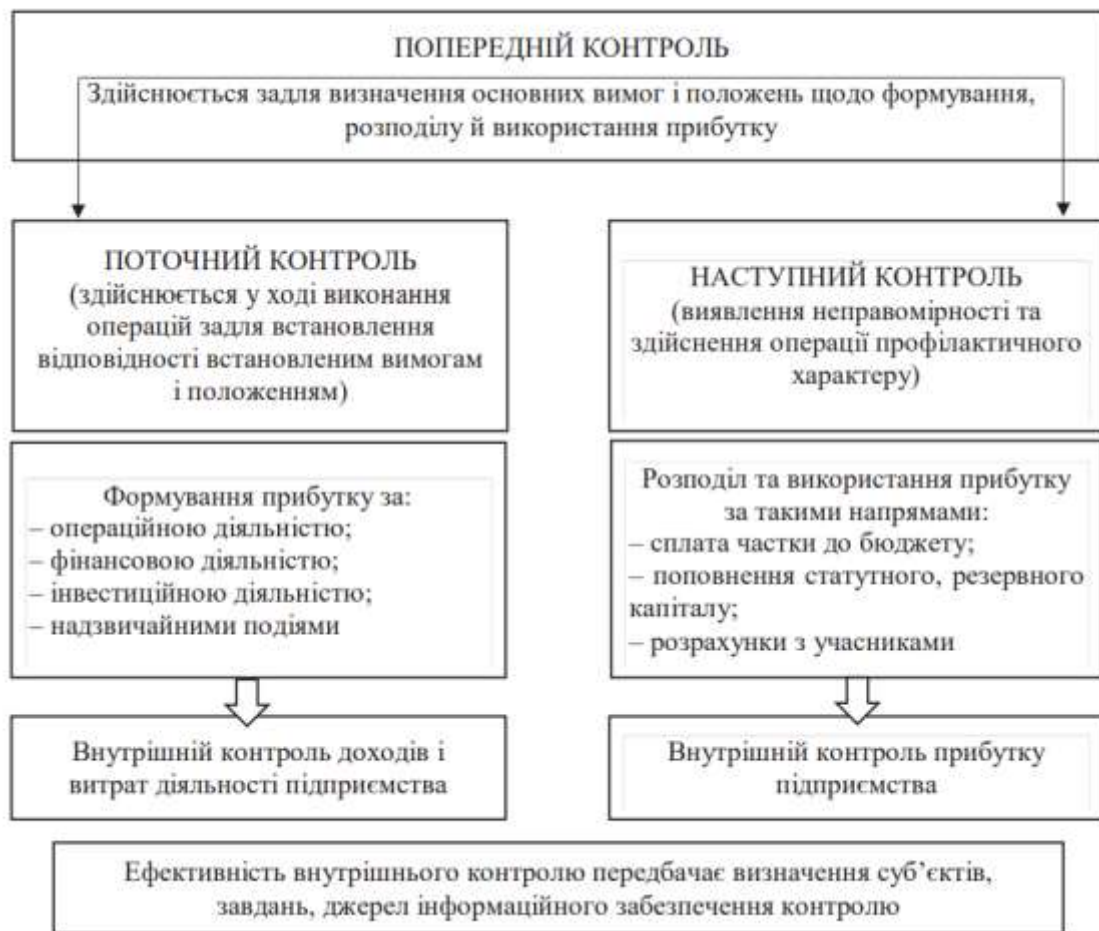 ПОПЕРЕДНІЙ КОНТРОЛЬ
Здійснюється задля визначення основних вимог і положень щодо формування,
розподілу й використання прибутку
ПОТОЧНИЙ КОНТРОЛЬ
(здійснюється у ході виконання
операцій задля встановлення
відповідності встановленим вимогам
і положенням)
НАСТУПНИЙ КОНТРОЛЬ
(виявлення неправомірності та
здійснення операції профілактичного
характеру)
Формування прибутку за:
– операційною діяльністю;
– фінансовою діяльністю;
– інвестиційною діяльністю;
– надзвичайними подіями
Розподіл та використання прибутку
за такими напрямами:
– сплата частки до бюджету;
– поповнення статутного, резервного
капіталу;
– розрахунки з учасниками
Внутрішній контроль доходів і
витрат діяльності підприємства
Внутрішній контроль прибутку
підприємства
Ефективність внутрішнього контролю передбачає визначення суб’єктів,
завдань, джерел інформаційного забезпечення контролю